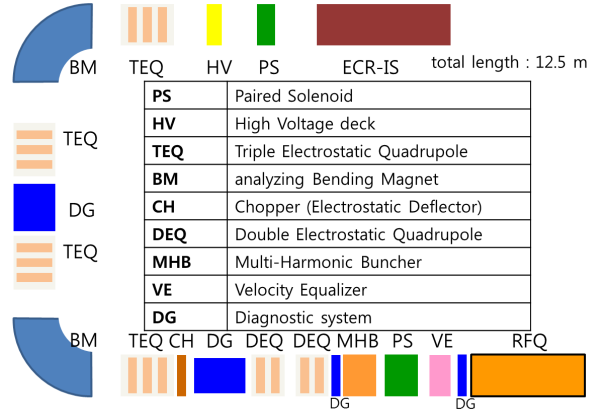 BM TEQ HV PS ECR-IS total length : 12.5 m
PS Paired Solenoid
HV High Voltage deck
TEQ Triple Electrostatic Quadrupole
BM analyzing Bending Magnet
CH Chopper (Electrostatic Deflector)
DEQ Double Electrostatic Quadrupole
MHB Multi-Harmonic Buncher
VE Velocity Equalizer
DG Diagnostic system
TEQ
DG
TEQ
BM TEQ CH DG DEQ DEQ MHB PS VE RFQ
DG DG